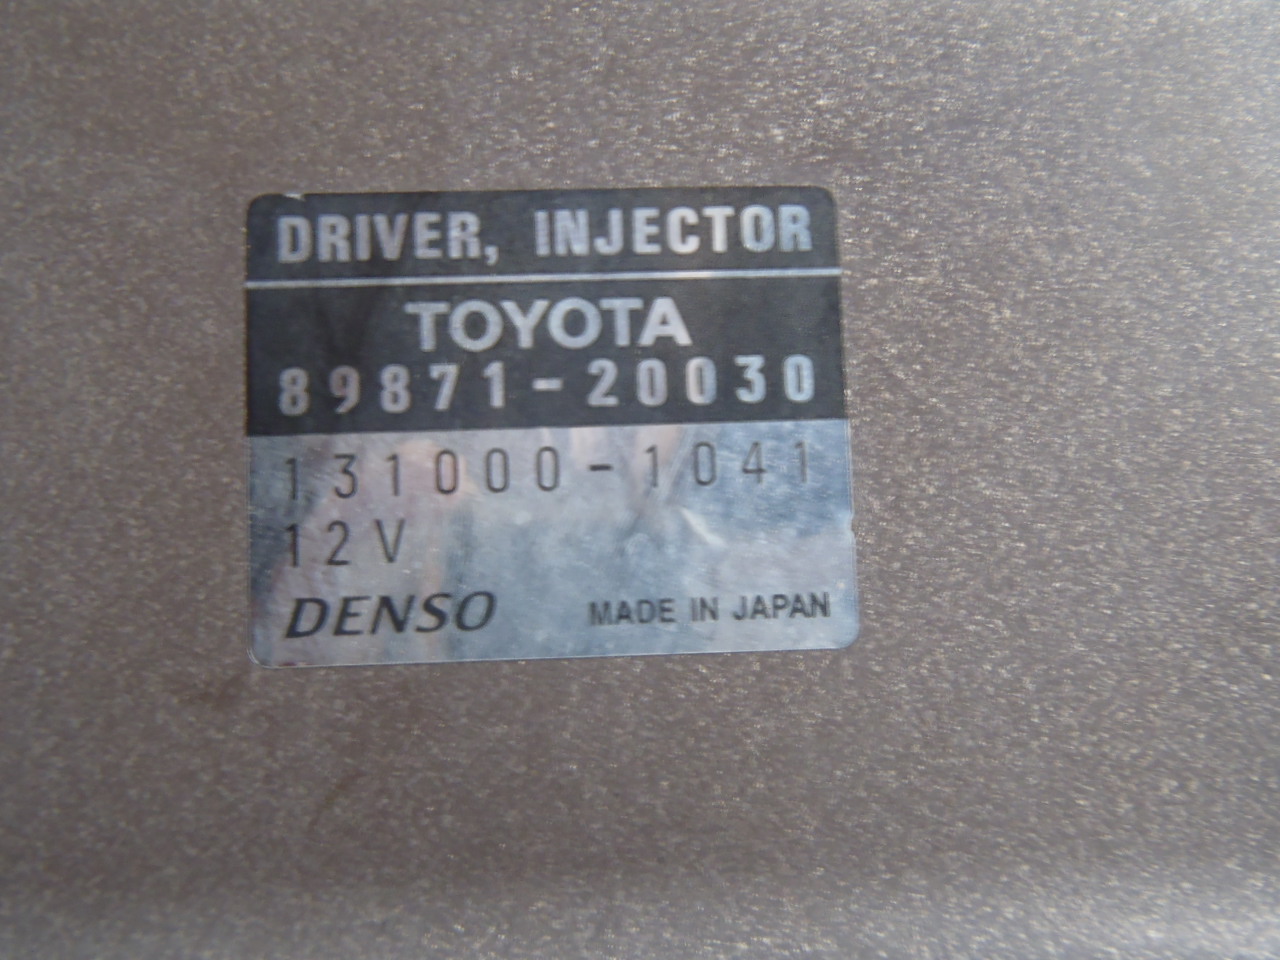 DRIVER, INJECTOR
TOYOTA
89871-20030
131000-1041
12V
DENSO MADE IN JAPAN